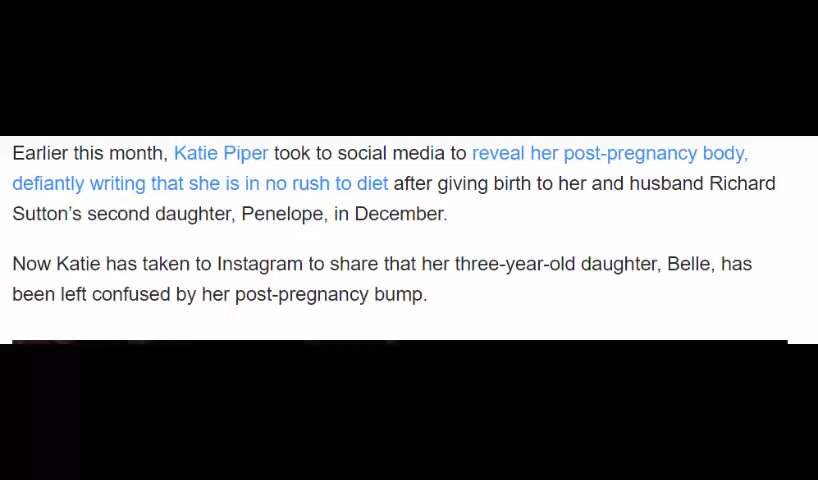 Earlier this month, Katie Piper took to social media to reveal her post-pregnancy body,
defiantly writing that she is in no rush to diet after giving birth to her and husband Richard
Sutton’s second daughter, Penelope, in December.
Now Katie has taken to Instagram to share that her three-year-old daughter, Belle, has
been left confused by her post-pregnancy bump.